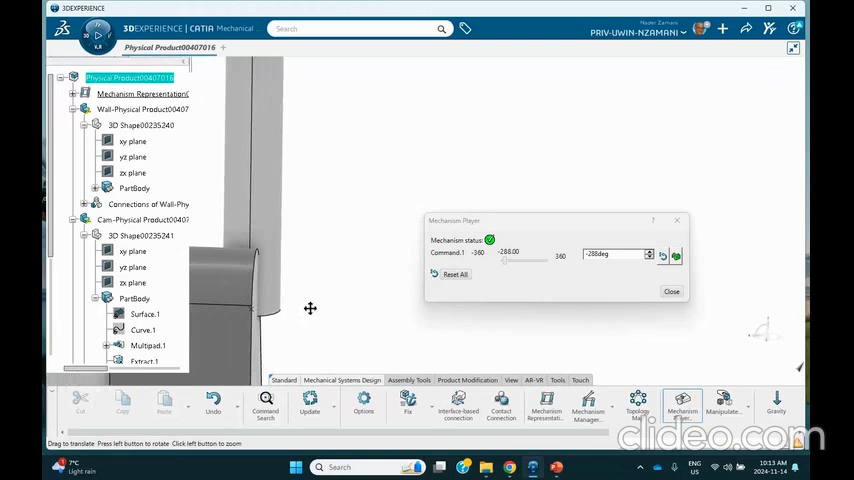 3DEXPERIENCE
3DEXPERIENCE | CATIA Mechanical
Search
Nader Zamani
PRIV-UWIN-NZAMANI
3D
V.R
Physical Product00407016
Physical Product00407016
Mechanism Representation
Wall-Physical Product00407
3D Shape00235240
xy plane
yz plane
zx plane
PartBody
Connections of Wall-Phy
Cam-Physical Product0040
3D Shape00235241
xy plane
yz plane
zx plane
PartBody
Surface.1
Curve.1
Multipad.1
Extract.1
Mechanism Player
Mechanism status:
Command.1 -360 -288.00 360 -288deg
Reset All
Close
Standard Mechanical Systems Design Assembly Tools Product Modification View AR-VR Tools Touch
Cut Copy Paste Undo Command Search Update Options Fix Interface-based connection Contact Connection Mechanism Representati... Mechanism Manager... Topology Mechanism Manipulate... Gravity
Drag to translate Press left button to rotate Click left button to zoom
clideo.com
7°C
Light rain
Search
ENG
US
10:13 AM
2024-11-14